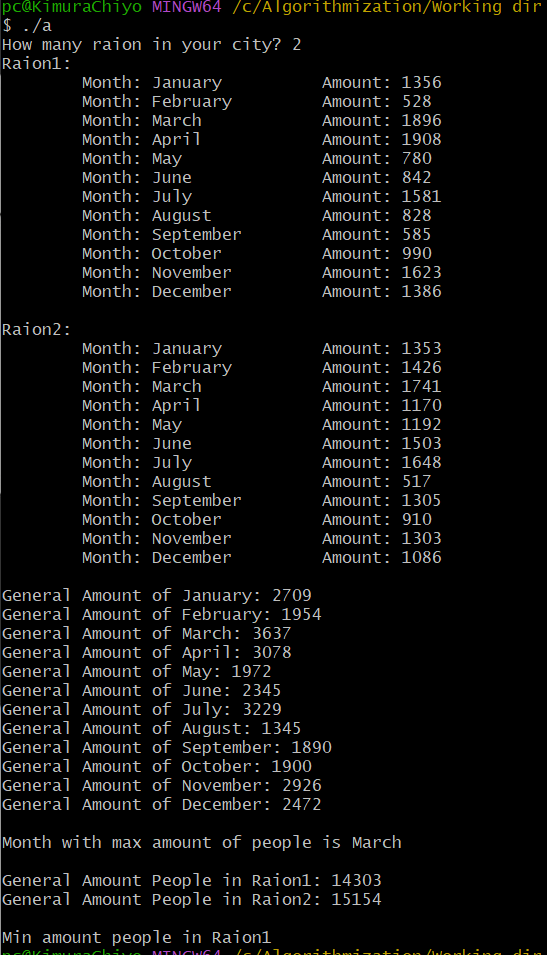 pc@KimuraChiyo MINGW64 /c/Algorithmization/Working dir
$ ./a
How many raion in your city? 2
Raion1:
Month: January Amount: 1356
Month: February Amount: 528
Month: March Amount: 1896
Month: April Amount: 1908
Month: May Amount: 780
Month: June Amount: 842
Month: July Amount: 1581
Month: August Amount: 828
Month: September Amount: 585
Month: October Amount: 990
Month: November Amount: 1623
Month: December Amount: 1386
Raion2:
Month: January Amount: 1353
Month: February Amount: 1426
Month: March Amount: 1741
Month: April Amount: 1170
Month: May Amount: 1192
Month: June Amount: 1503
Month: July Amount: 1648
Month: August Amount: 517
Month: September Amount: 1305
Month: October Amount: 910
Month: November Amount: 1303
Month: December Amount: 1086
General Amount of January: 2709
General Amount of February: 1954
General Amount of March: 3637
General Amount of April: 3078
General Amount of May: 1972
General Amount of June: 2345
General Amount of July: 3229
General Amount of August: 1345
General Amount of September: 1890
General Amount of October: 1900
General Amount of November: 2926
General Amount of December: 2472
Month with max amount of people is March
General Amount People in Raion1: 14303
General Amount People in Raion2: 15154
Min amount people in Raion1
pc@KimuraChiyo MINGW64 /c/Algorithmization/Working dir